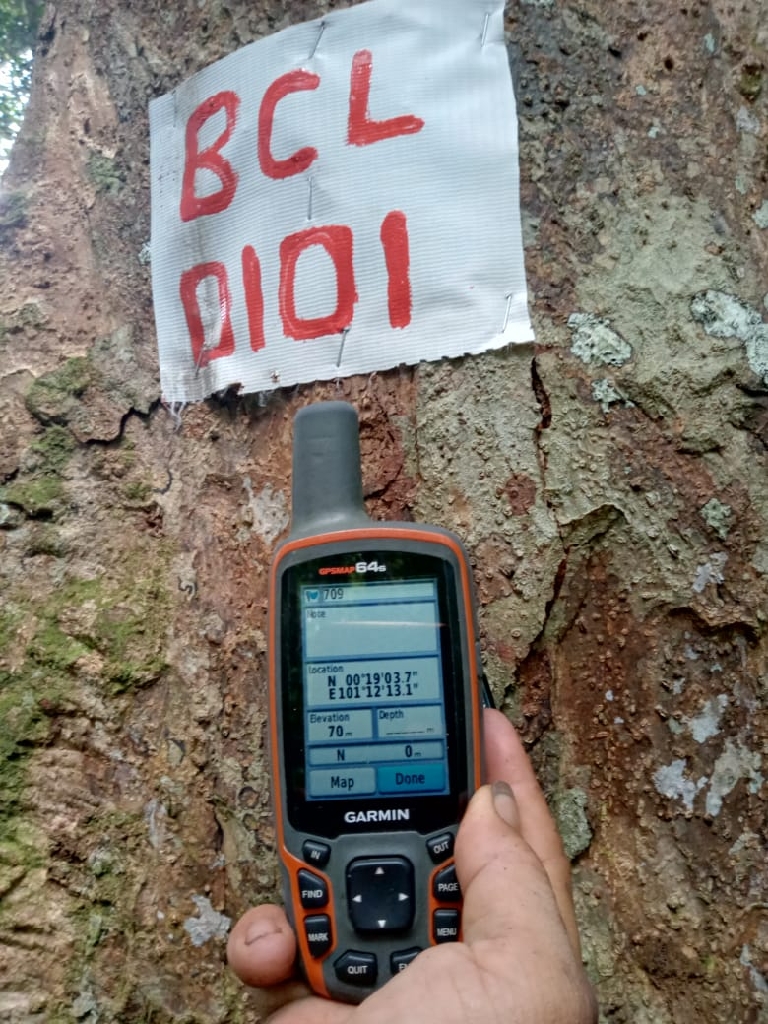 BCL
0101
GPSMAP 64s
709
Note
Location
N 00°19'03.7"
E101°12'13.1"
Elevation Depth
70 m
N 0 m
Map Done
GARMIN
IN OUT
FIND PAGE
MARK MENU
QUIT